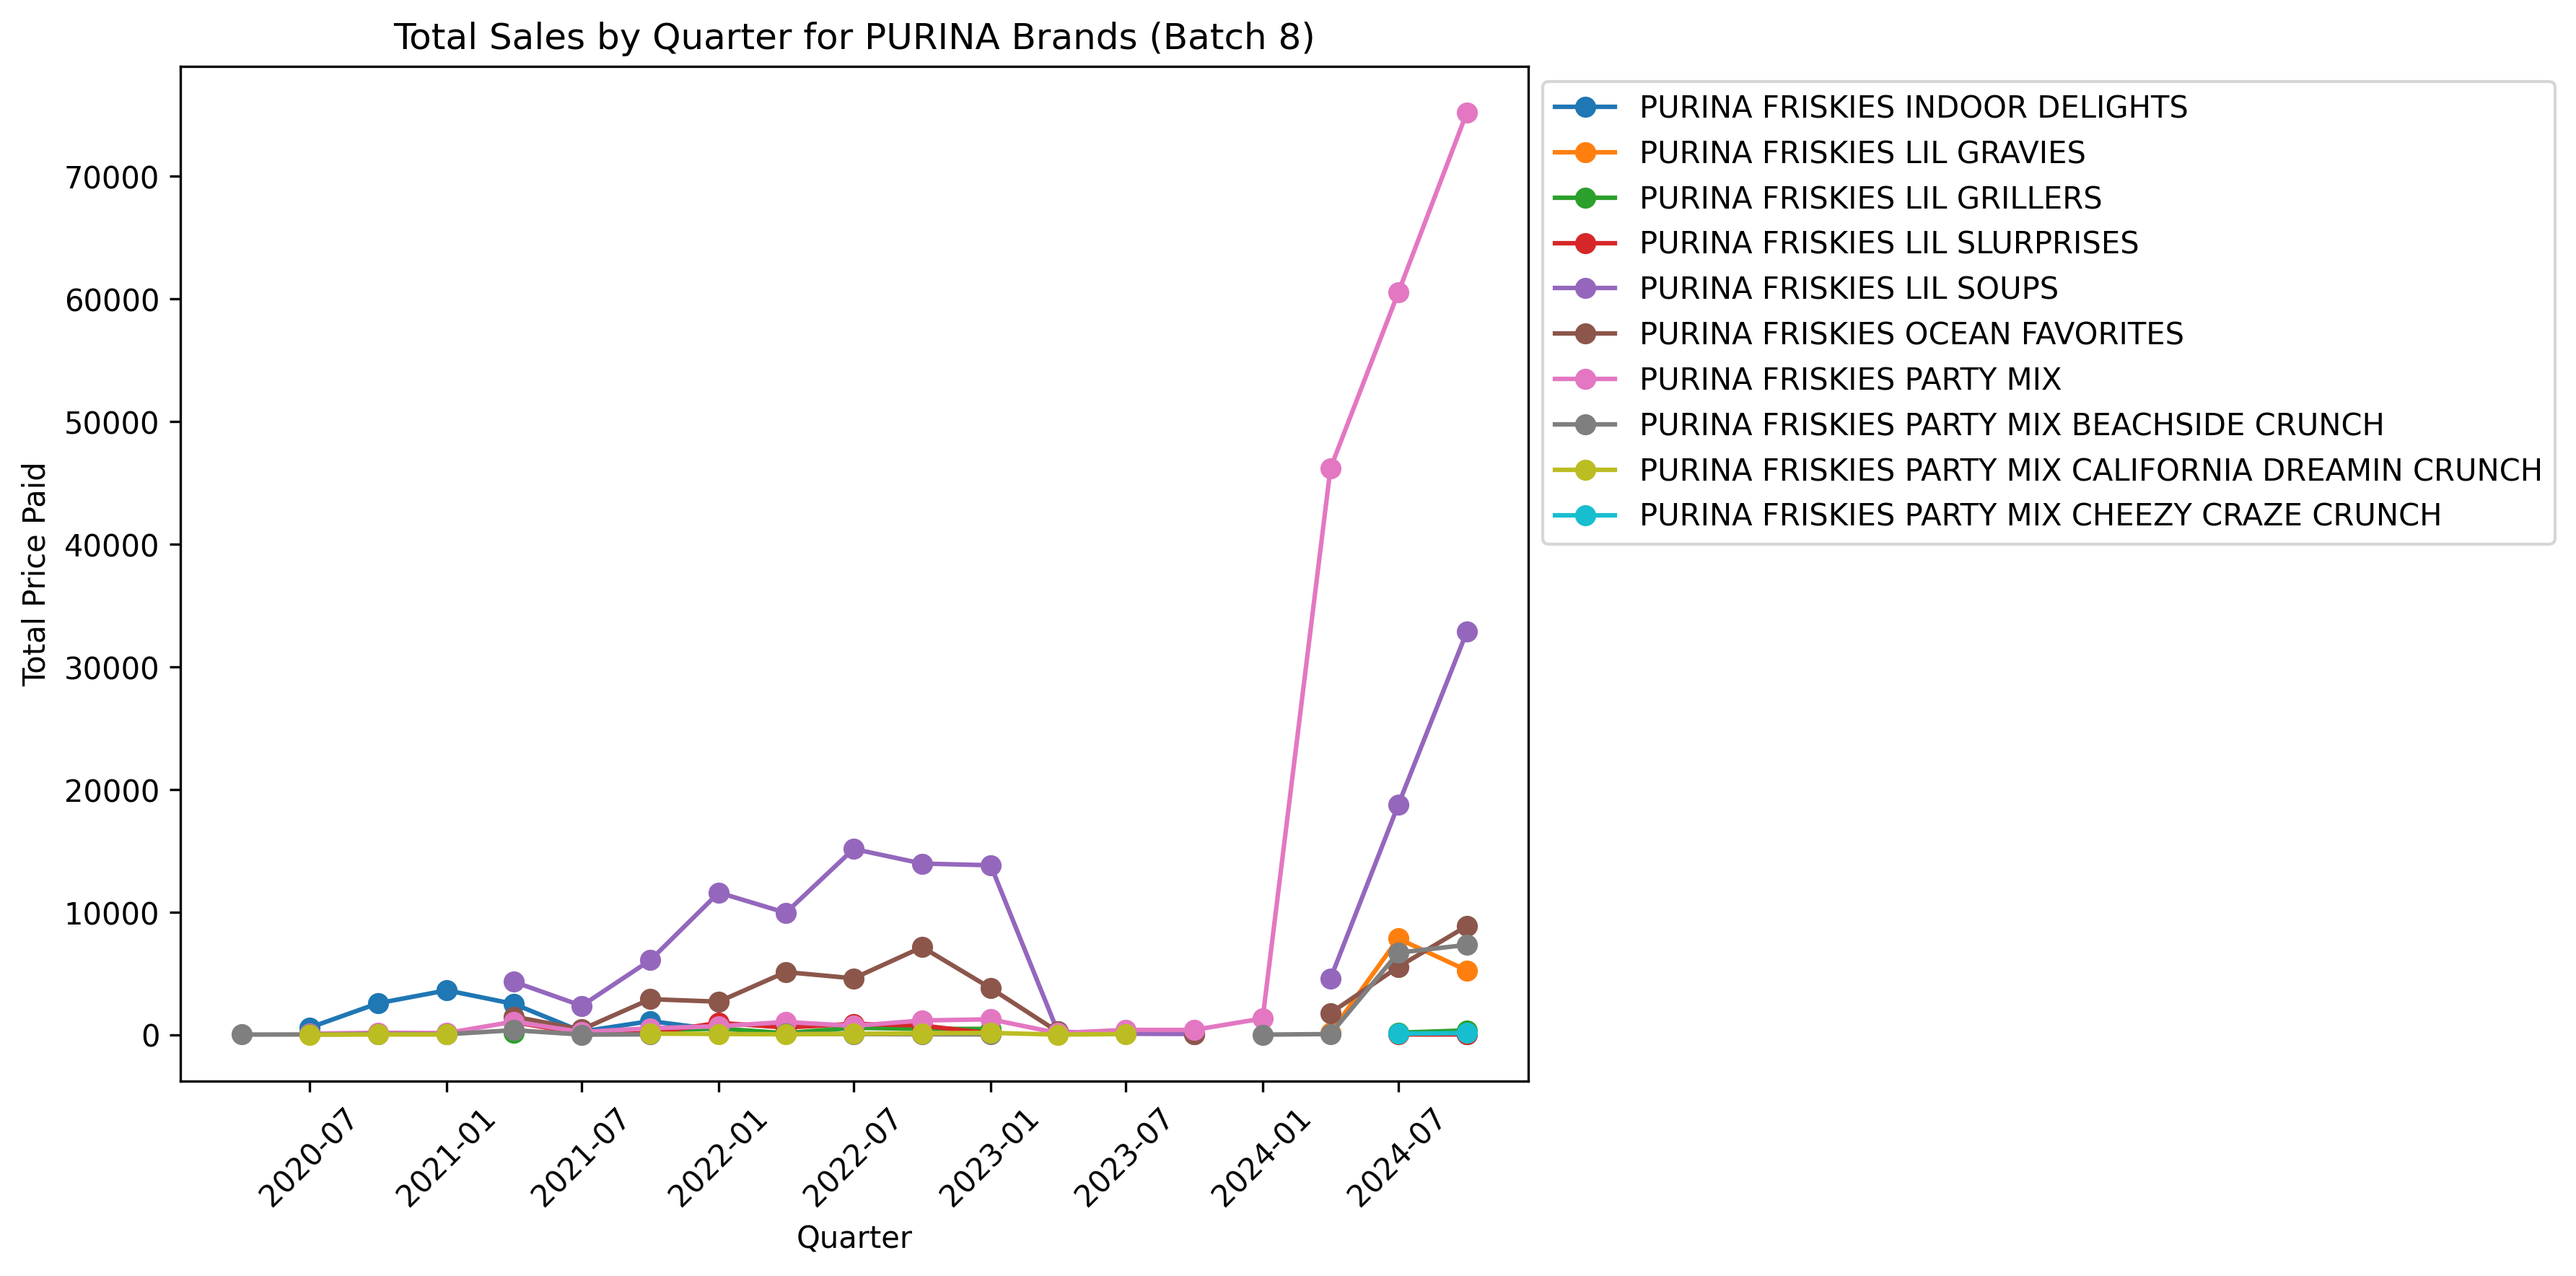 Total Sales by Quarter for PURINA Brands (Batch 8)
Total Price Paid
70000
60000
50000
40000
30000
20000
10000
0
2020-07
2021-01
2021-07
2022-01
2022-07
2023-01
2023-07
2024-01
2024-07
Quarter
PURINA FRISKIES INDOOR DELIGHTS
PURINA FRISKIES LIL GRAVIES
PURINA FRISKIES LIL GRILLERS
PURINA FRISKIES LIL SLURPRISES
PURINA FRISKIES LIL SOUPS
PURINA FRISKIES OCEAN FAVORITES
PURINA FRISKIES PARTY MIX
PURINA FRISKIES PARTY MIX BEACHSIDE CRUNCH
PURINA FRISKIES PARTY MIX CALIFORNIA DREAMIN CRUNCH
PURINA FRISKIES PARTY MIX CHEEZY CRAZE CRUNCH